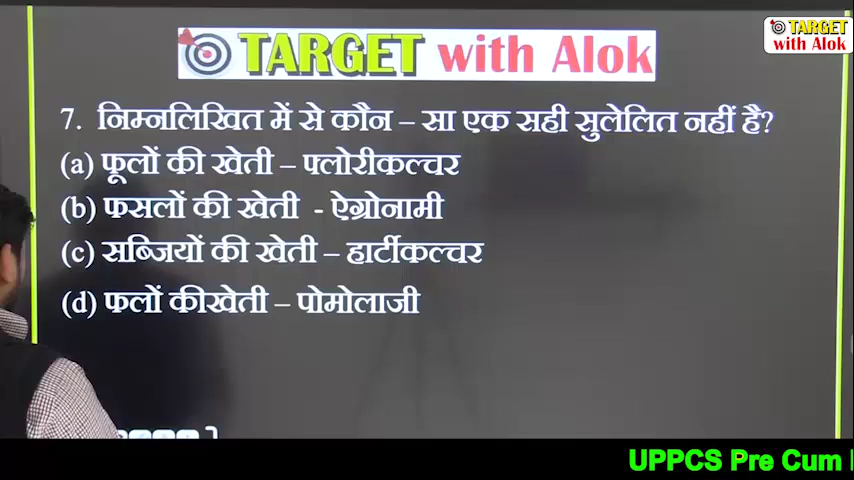 TARGET with Alok
TARGET
with Alok
7. निम्नलिखित में से कौन – सा एक सही सुलेलित नहीं है?
(a) फूलों की खेती – फ्लोरीकल्चर
(b) फसलों की खेती - ऐग्रोनामी
(c) सब्जियों की खेती – हार्टीकल्चर
(d) फलों कीखेती – पोमोलाजी
UPPCS Pre Cum